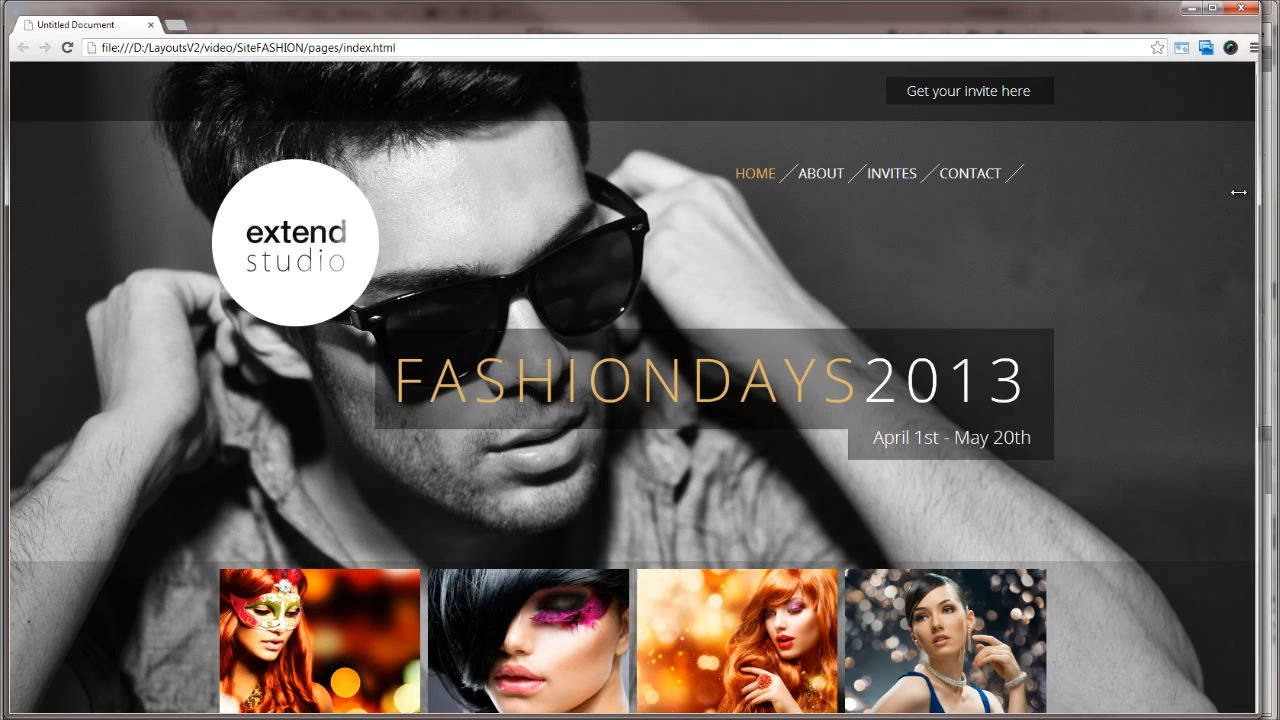 Untitled Document
file:///D:/LayoutsV2/video/SiteFASHION/pages/index.html
Get your invite here
HOME ABOUT INVITES CONTACT
extend
studio
FASHIONDAYS2013
April 1st - May 20th